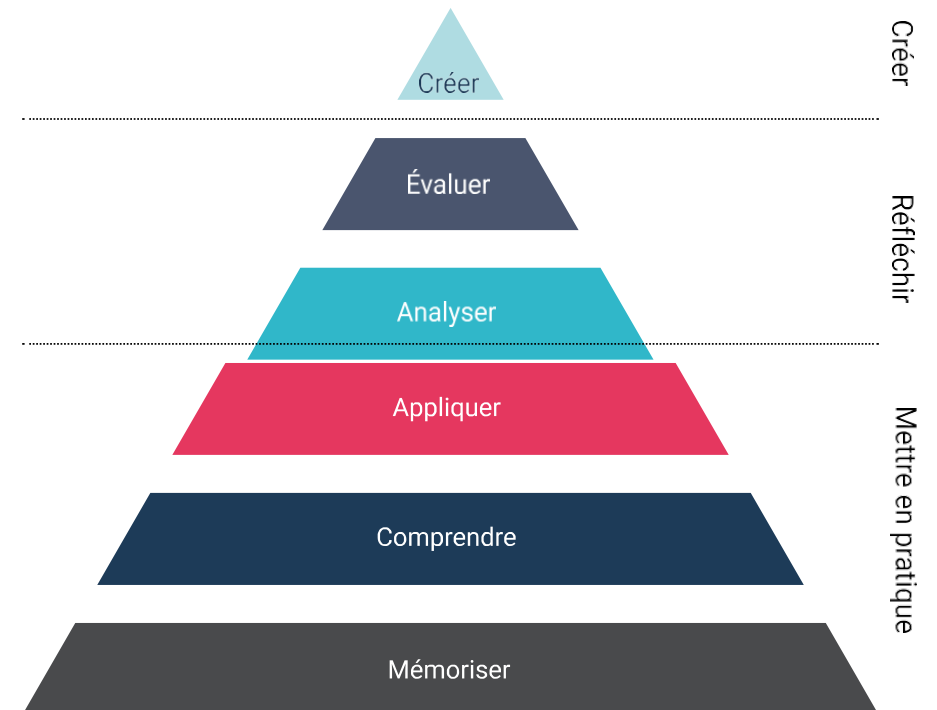 Créer
Créer
Évaluer
Réfléchir
Analyser
Appliquer
Mettre en pratique
Comprendre
Mémoriser